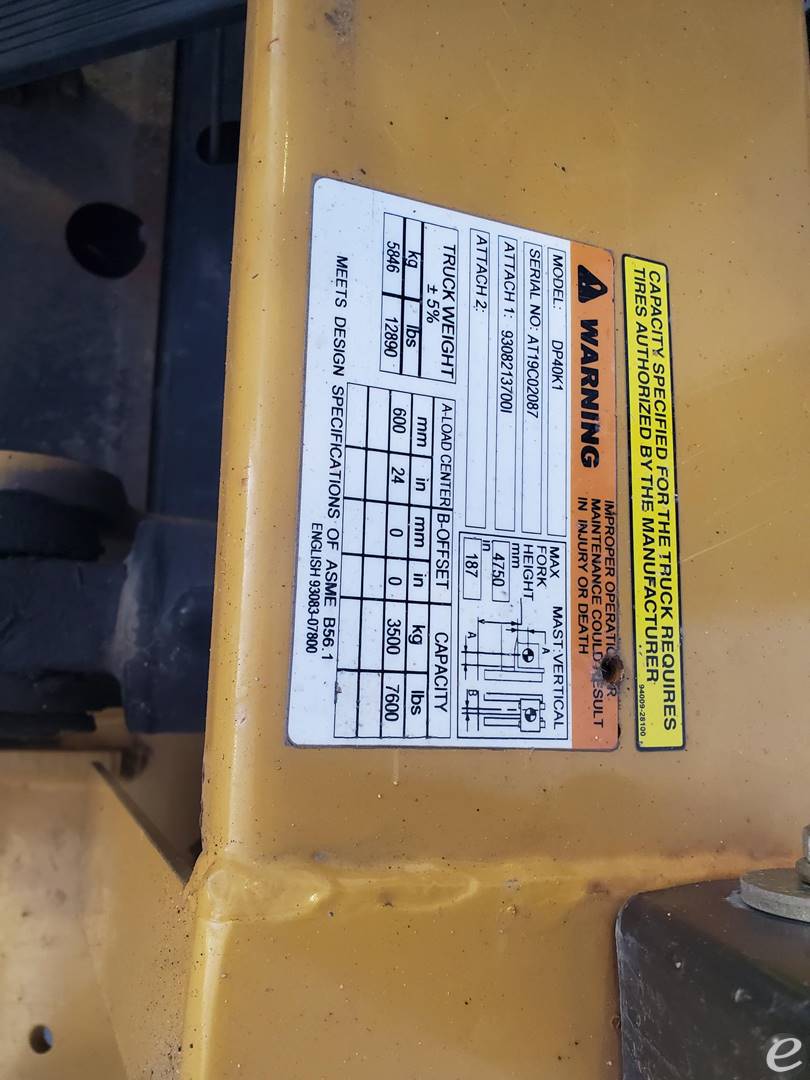 CAPACITY SPECIFIED FOR THE TRUCK REQUIRES
TIRES AUTHORIZED BY THE MANUFACTURER
94009-28100
WARNING
IMPROPER OPERATION OR
MAINTENANCE COULD RESULT
IN INJURY OR DEATH
MODEL: DP40K1
SERIAL NO: AT19C02087
ATTACH 1: 9308213700I
ATTACH 2:
MAX FORK HEIGHT
MAST: VERTICAL
mm 4750
in 187
A
A
B
TRUCK WEIGHT
± 5%
kg lbs
5846 12890
A-LOAD CENTER B-OFFSET CAPACITY
mm in mm in kg lbs
600 24 0 0 3500 7600
MEETS DESIGN SPECIFICATIONS OF ASME B56.1
ENGLISH 93083-07800
e